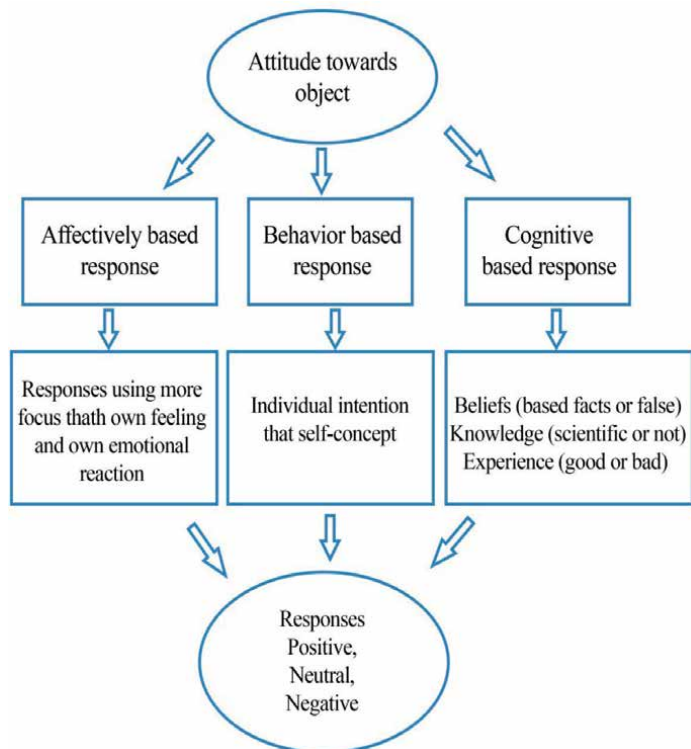 Attitude towards
object
Affectively based
response
Behavior based
response
Cognitive
based response
Responses using more
focus thath own feeling
and own emotional
reaction
Individual intention
that self-concept
Beliefs (based facts or false)
Knowledge (scientific or not)
Experience (good or bad)
Responses
Positive,
Neutral,
Negative